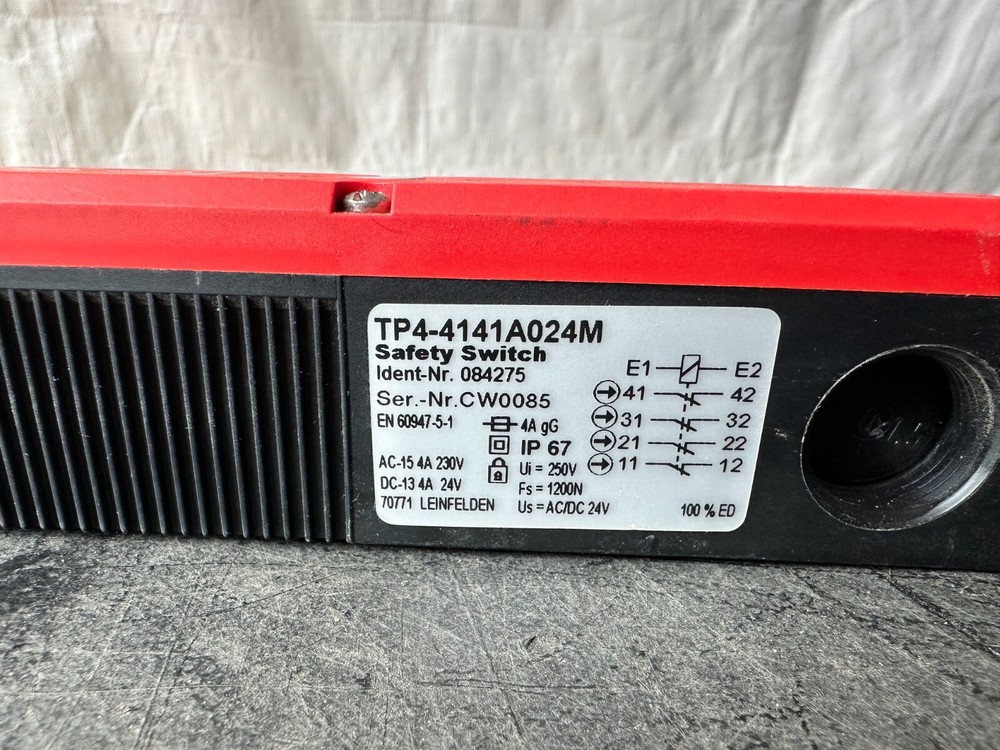 TP4-4141A024M
Safety Switch
Ident-Nr. 084275
Ser.-Nr.CW0085
EN 60947-5-1
4A gG
IP 67
AC-15 4A 230V
Ui = 250V
DC-13 4A 24V
Fs = 1200N
70771 LEINFELDEN
Us = AC/DC 24V
E1 E2
41 42
31 32
21 22
11 12
100 % ED